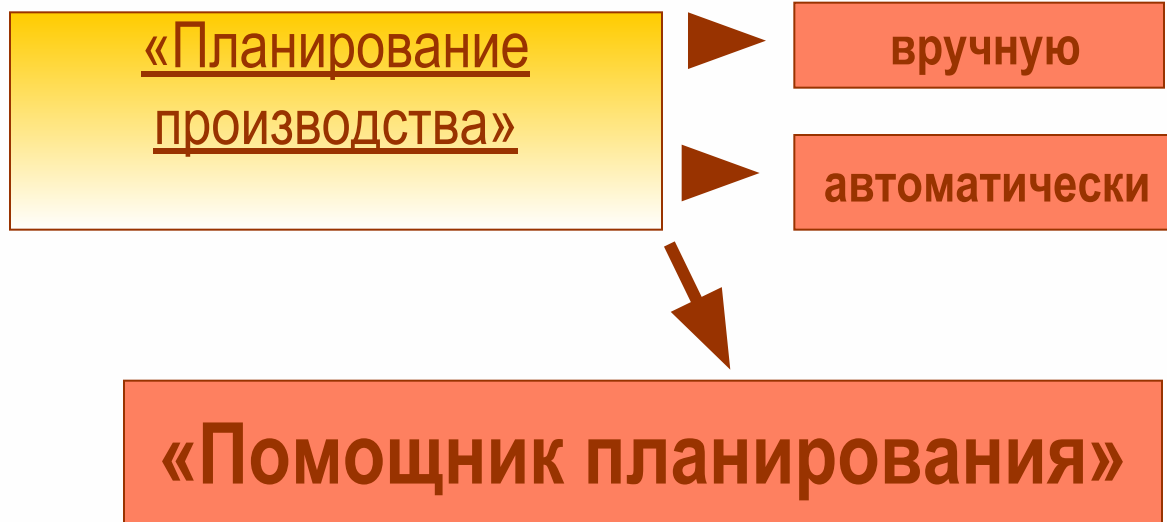 «Планирование
производства»
вручную
автоматически
«Помощник планирования»